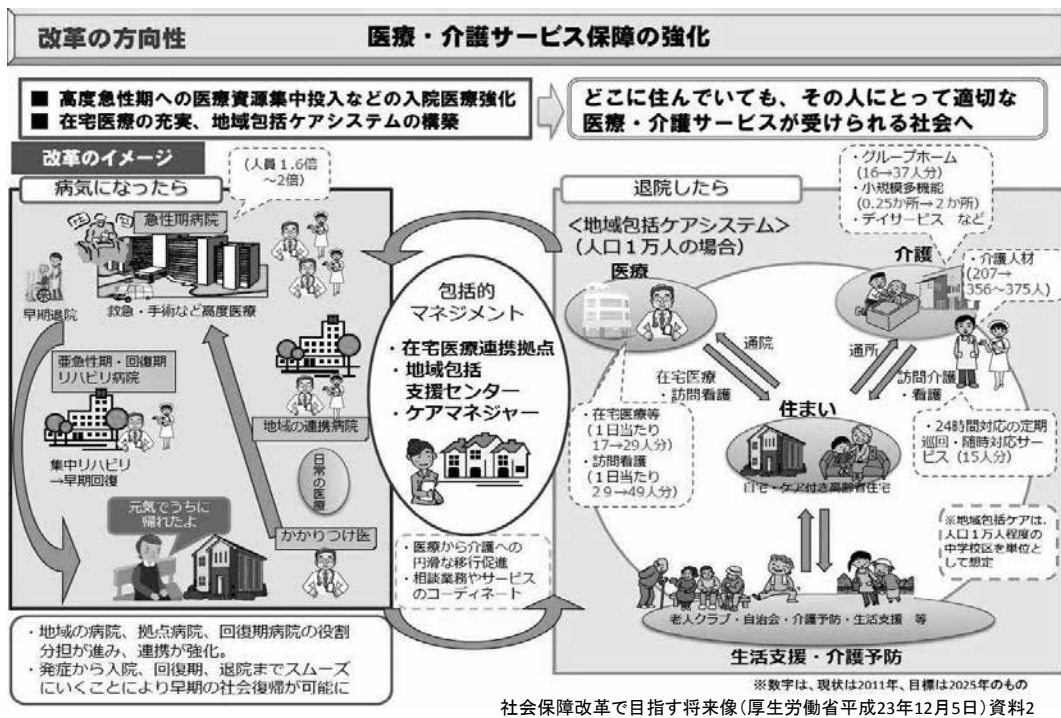 改革の方向性
医療・介護サービス保障の強化
■ 高度急性期への医療資源集中投入などの入院医療強化
■ 在宅医療の充実、地域包括ケアシステムの構築
どこに住んでいても、その人にとって適切な
医療・介護サービスが受けられる社会へ
改革のイメージ
病気になったら
(人員1.6倍
～2倍)
急性期病院
早期退院
救急・手術など高度医療
亜急性期・回復期
リハビリ病院
地域の連携病院
集中リハビリ
→早期回復
日常の医療
元気でうちに
帰れたよ
かかりつけ医
・地域の病院、拠点病院、回復期病院の役割
分担が進み、連携が強化。
・発症から入院、回復期、退院までスムーズ
にいくことにより早期の社会復帰が可能に
包括的
マネジメント
・在宅医療連携拠点
・地域包括
支援センター
・ケアマネジャー
・医療から介護への
円滑な移行促進
・相談業務やサービス
のコーディネート
退院したら
・グループホーム
(16→37人分)
・小規模多機能
(0.25か所→2か所)
・デイサービス など
<地域包括ケアシステム>
(人口1万人の場合)
医療
介護
・介護人材
(207→
356～375人)
通院
通所
在宅医療
・訪問看護
訪問介護
・看護
住まい
・在宅医療等
(1日当たり
17→29人分)
・訪問看護
(1日当たり
29→49人分)
・24時間対応の定期
巡回・随時対応サー
ビス(15人分)
自宅・ケア付き高齢者住宅
※地域包括ケアは、
人口1万人程度の
中学校区を単位と
して想定
老人クラブ・自治会・介護予防・生活支援 等
生活支援・介護予防
※数字は、現状は2011年、目標は2025年のもの
社会保障改革で目指す将来像(厚生労働省平成23年12月5日)資料2